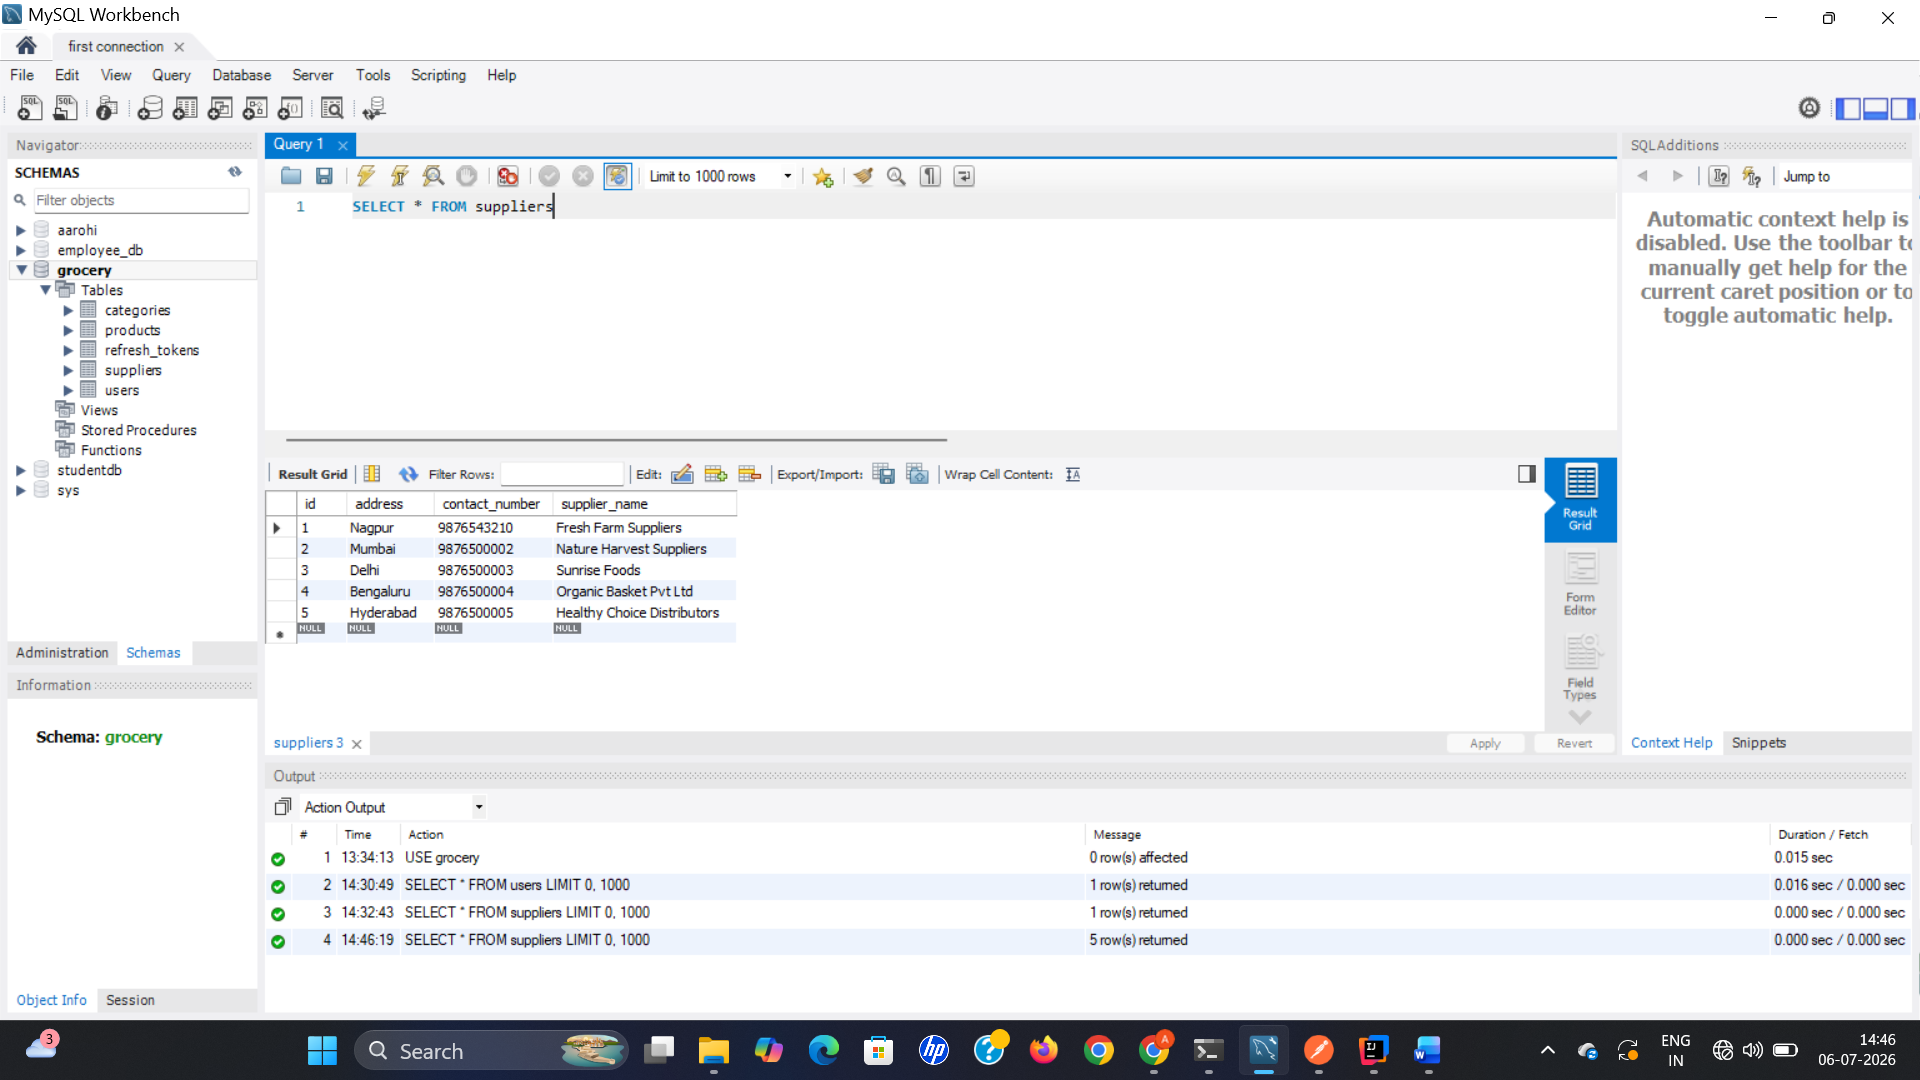 MySQL Workbench
first connection
File Edit View Query Database Server Tools Scripting Help
Navigator
SCHEMAS
Filter objects
aarohi
employee_db
grocery
Tables
categories
products
refresh_tokens
suppliers
users
Views
Stored Procedures
Functions
studentdb
sys
Administration Schemas
Information
Schema: grocery
Object Info Session
Query 1
Limit to 1000 rows
1 SELECT * FROM suppliers
Result Grid Filter Rows: Edit: Export/Import: Wrap Cell Content:
id address contact_number supplier_name
1 Nagpur 9876543210 Fresh Farm Suppliers
2 Mumbai 9876500002 Nature Harvest Suppliers
3 Delhi 9876500003 Sunrise Foods
4 Bengaluru 9876500004 Organic Basket Pvt Ltd
5 Hyderabad 9876500005 Healthy Choice Distributors
NULL NULL NULL NULL
Result
Grid
Form
Editor
Field
Types
suppliers 3
Apply Revert
SQLAdditions
Jump to
Automatic context help is
disabled. Use the toolbar to
manually get help for the
current caret position or to
toggle automatic help.
Context Help Snippets
Output
Action Output
# Time Action Message Duration / Fetch
1 13:34:13 USE grocery 0 row(s) affected 0.015 sec
2 14:30:49 SELECT * FROM users LIMIT 0, 1000 1 row(s) returned 0.016 sec / 0.000 sec
3 14:32:43 SELECT * FROM suppliers LIMIT 0, 1000 1 row(s) returned 0.000 sec / 0.000 sec
4 14:46:19 SELECT * FROM suppliers LIMIT 0, 1000 5 row(s) returned 0.000 sec / 0.000 sec
3
Search
ENG
IN
14:46
06-07-2026